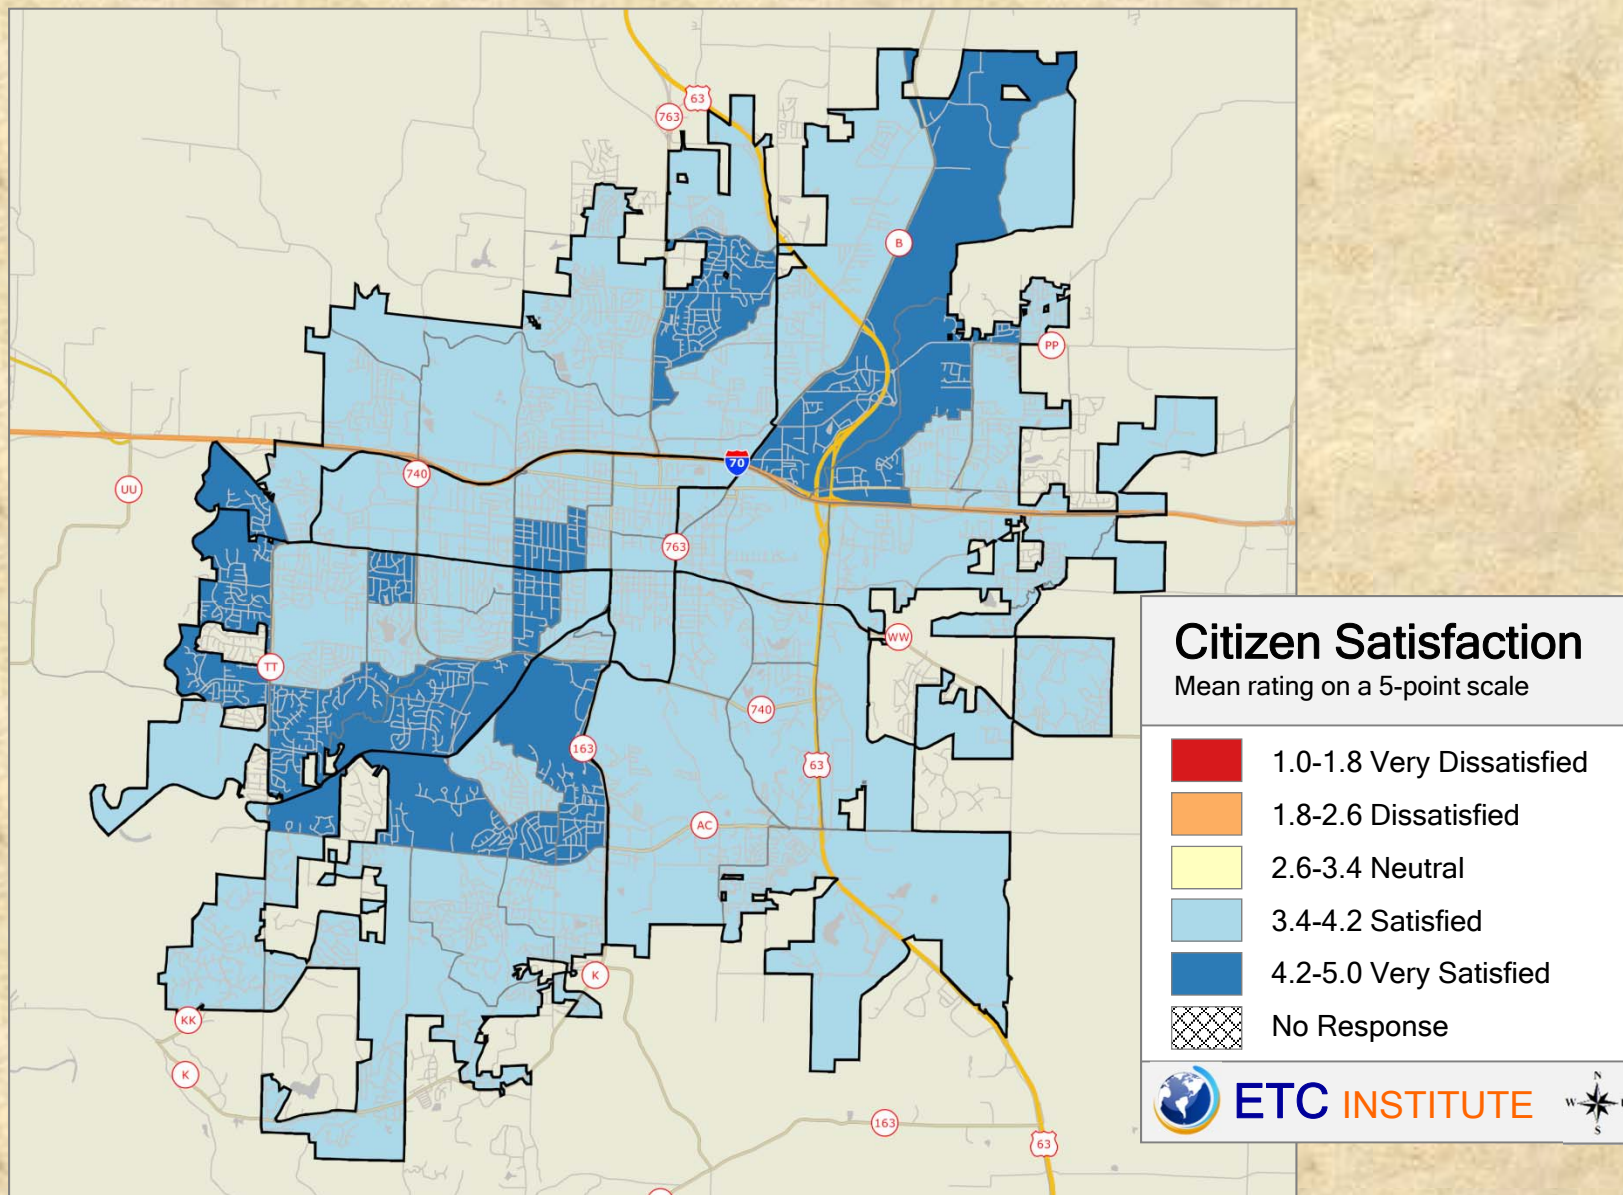 63
763
B
PP
70
740
UU
763
WW
TT
740
163
63
AC
K
KK
K
163
63
Citizen Satisfaction
Mean rating on a 5-point scale
1.0-1.8 Very Dissatisfied
1.8-2.6 Dissatisfied
2.6-3.4 Neutral
3.4-4.2 Satisfied
4.2-5.0 Very Satisfied
No Response
ETC INSTITUTE
N
W
S